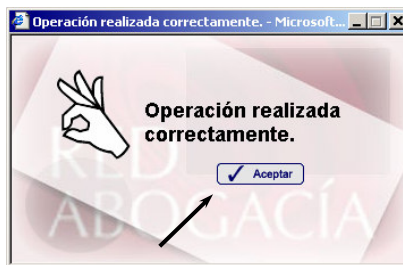 Operación realizada correctamente. - Microsoft...
Operación realizada
correctamente.
Aceptar
RED
ABOGACÍA